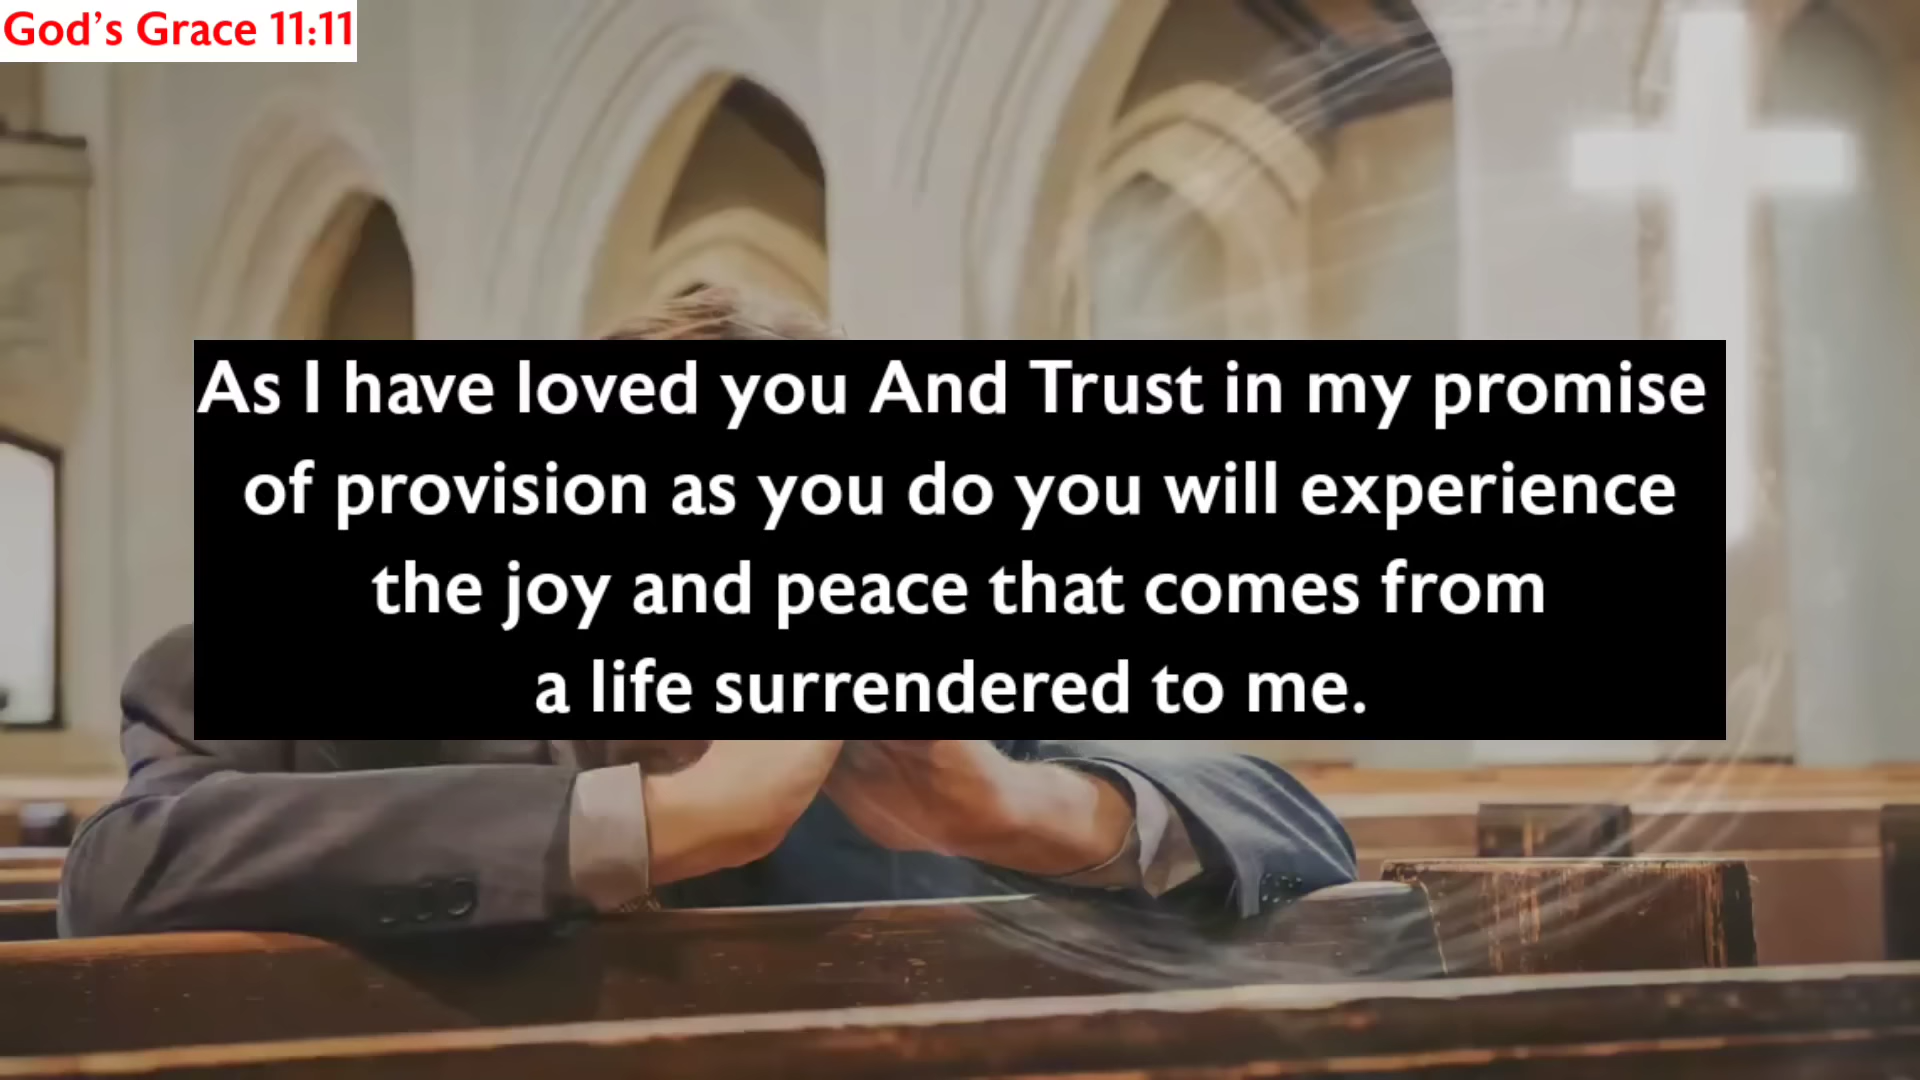 God's Grace 11:11
As I have loved you And Trust in my promise
of provision as you do you will experience
the joy and peace that comes from
a life surrendered to me.